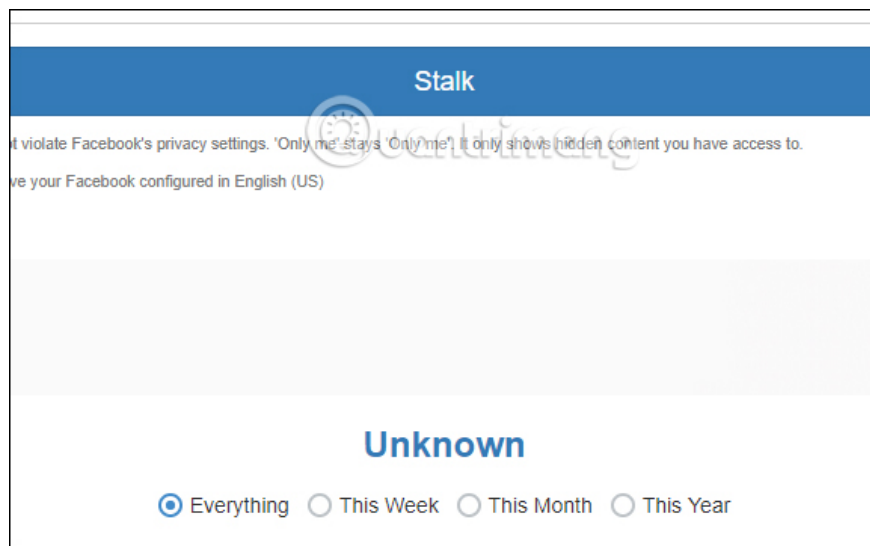 Stalk
t violate Facebook's privacy settings. 'Only me' stays 'Only me'. It only shows hidden content you have access to.
uantrimang
ve your Facebook configured in English (US)
Unknown
Everything This Week This Month This Year